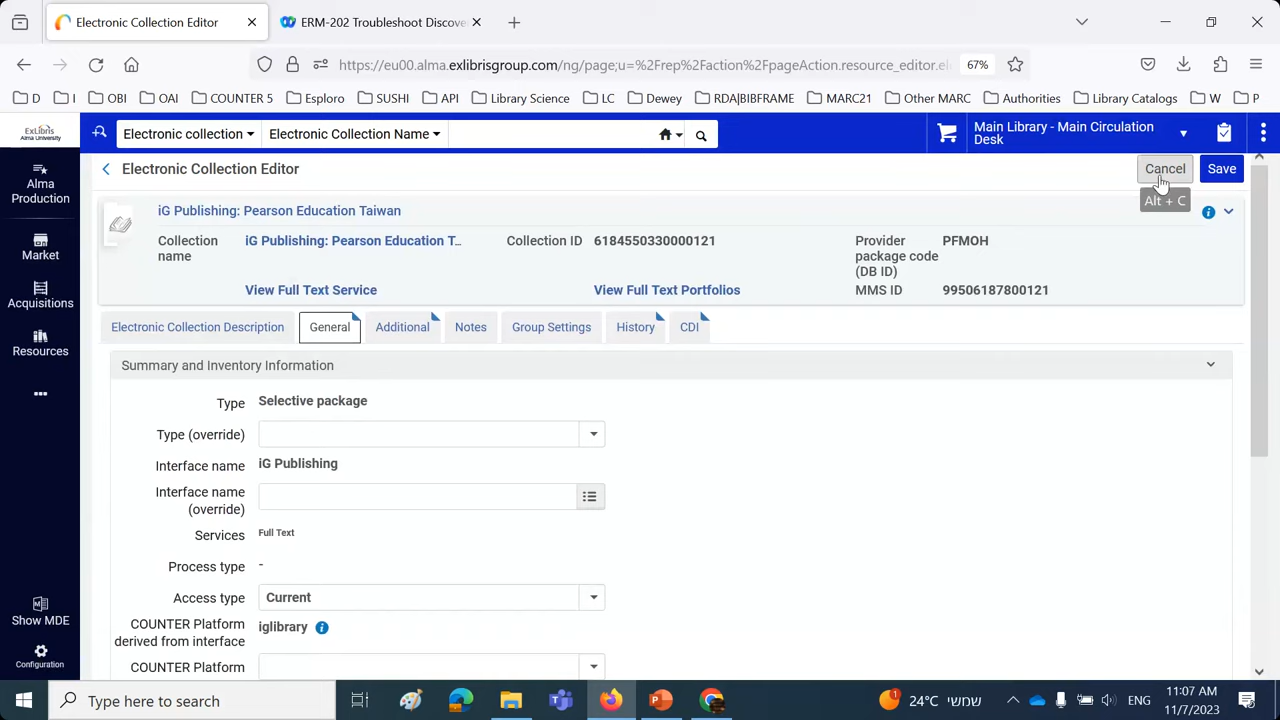 Electronic Collection Editor
ERM-202 Troubleshoot Discove
https://eu00.alma.exlibrisgroup.com/ng/page;u=%2Frep%2Faction%2FpageAction.resource_editor.el
67%
D
I
OBI
OAI
COUNTER 5
Esploro
SUSHI
API
Library Science
LC
Dewey
RDA|BIBFRAME
MARC21
Other MARC
Authorities
Library Catalogs
W
P
ExLibris
Alma University
Electronic collection
Electronic Collection Name
Main Library - Main Circulation
Desk
Alma
Production
Market
Acquisitions
Resources
Show MDE
Configuration
Electronic Collection Editor
Cancel
Save
Alt + C
iG Publishing: Pearson Education Taiwan
Collection
name
iG Publishing: Pearson Education T...
Collection ID
6184550330000121
Provider
package code
(DB ID)
PFMOH
View Full Text Service
View Full Text Portfolios
MMS ID
99506187800121
Electronic Collection Description
General
Additional
Notes
Group Settings
History
CDI
Summary and Inventory Information
Type
Selective package
Type (override)
Interface name
iG Publishing
Interface name
(override)
Services
Full Text
Process type
-
Access type
Current
COUNTER Platform
derived from interface
iglibrary
COUNTER Platform
Type here to search
1
24°C שמשי
ENG
11:07 AM
11/7/2023